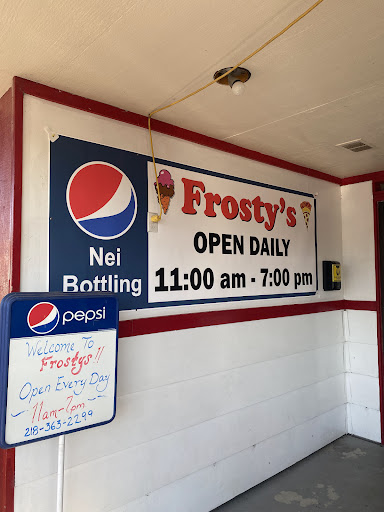 Nei
Bottling
Frosty's
OPEN DAILY
11:00 am - 7:00 pm
pepsi
Welcome To
Frostys!!
Open Every Day
11am-7pm
218-363-2299